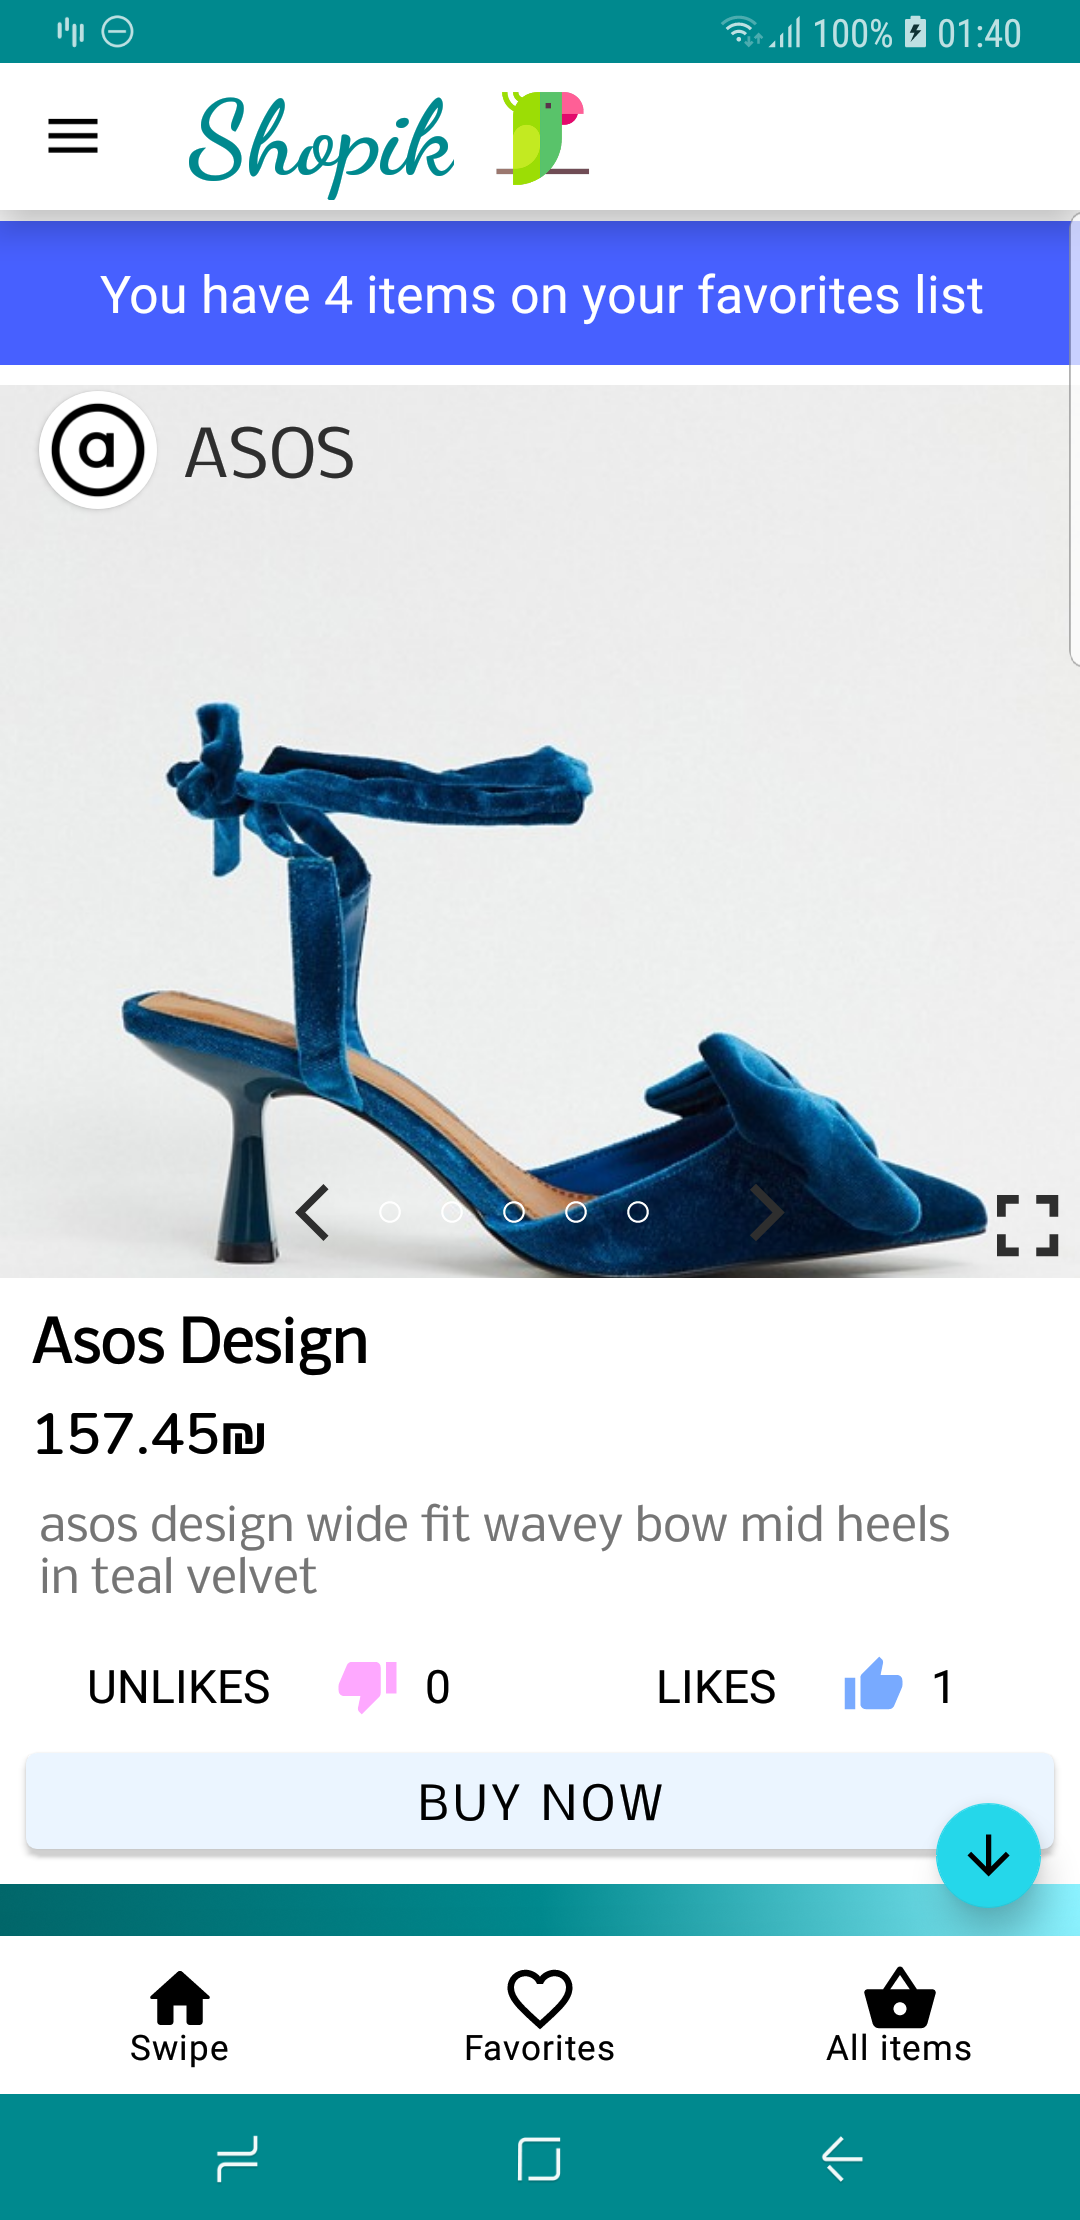 100% 01:40
Shopik
You have 4 items on your favorites list
a ASOS
Asos Design
157.45₪
asos design wide fit wavey bow mid heels
in teal velvet
UNLIKES 0 LIKES 1
BUY NOW
Swipe Favorites All items